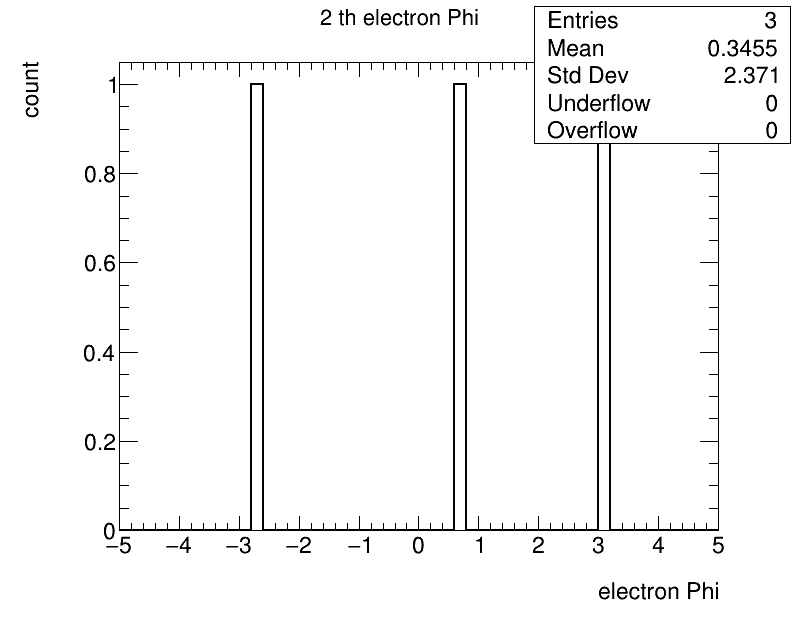 2 th electron Phi
Entries 3
Mean 0.3455
Std Dev 2.371
Underflow 0
Overflow 0
count
1
0.8
0.6
0.4
0.2
0
−5 −4 −3 −2 −1 0 1 2 3 4 5
electron Phi